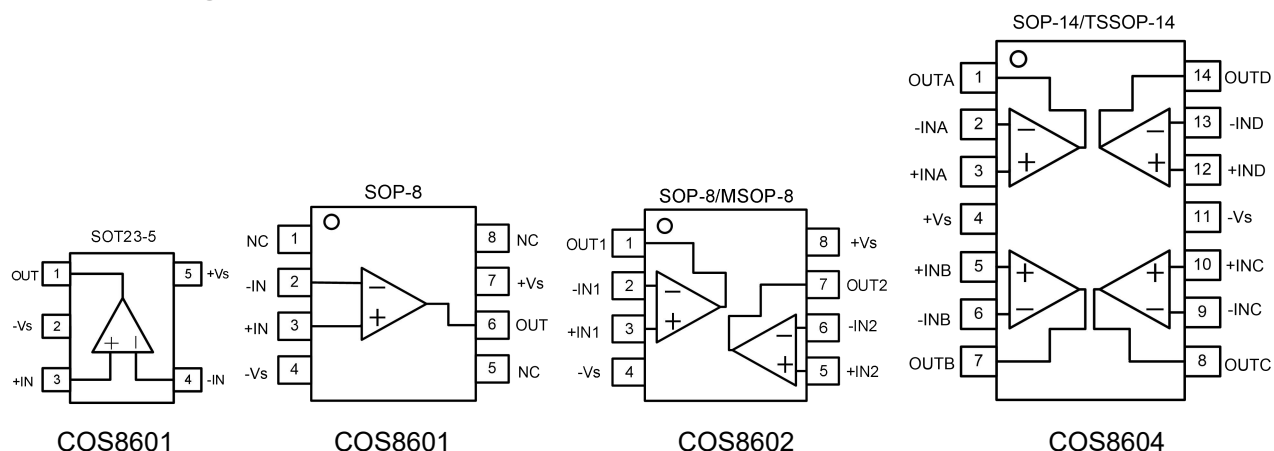 SOT23-5
OUT 1 5 +Vs
-Vs 2
+IN 3 4 -IN
+ −
COS8601
SOP-8
NC 1 8 NC
-IN 2 − 7 +Vs
+IN 3 + 6 OUT
-Vs 4 5 NC
COS8601
SOP-8/MSOP-8
OUT1 1 8 +Vs
-IN1 2 − 7 OUT2
+IN1 3 + − 6 -IN2
-Vs 4 + 5 +IN2
COS8602
SOP-14/TSSOP-14
OUTA 1 14 OUTD
-INA 2 − − 13 -IND
+INA 3 + + 12 +IND
+Vs 4 11 -Vs
+INB 5 + + 10 +INC
-INB 6 − − 9 -INC
OUTB 7 8 OUTC
COS8604